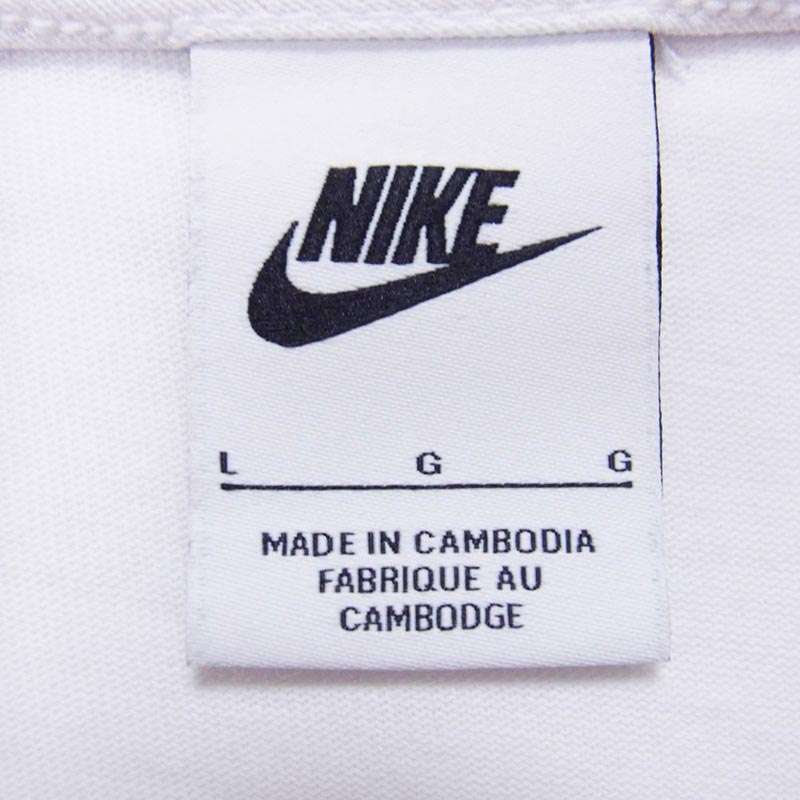 NIKE
L G G
MADE IN CAMBODIA
FABRIQUE AU
CAMBODGE